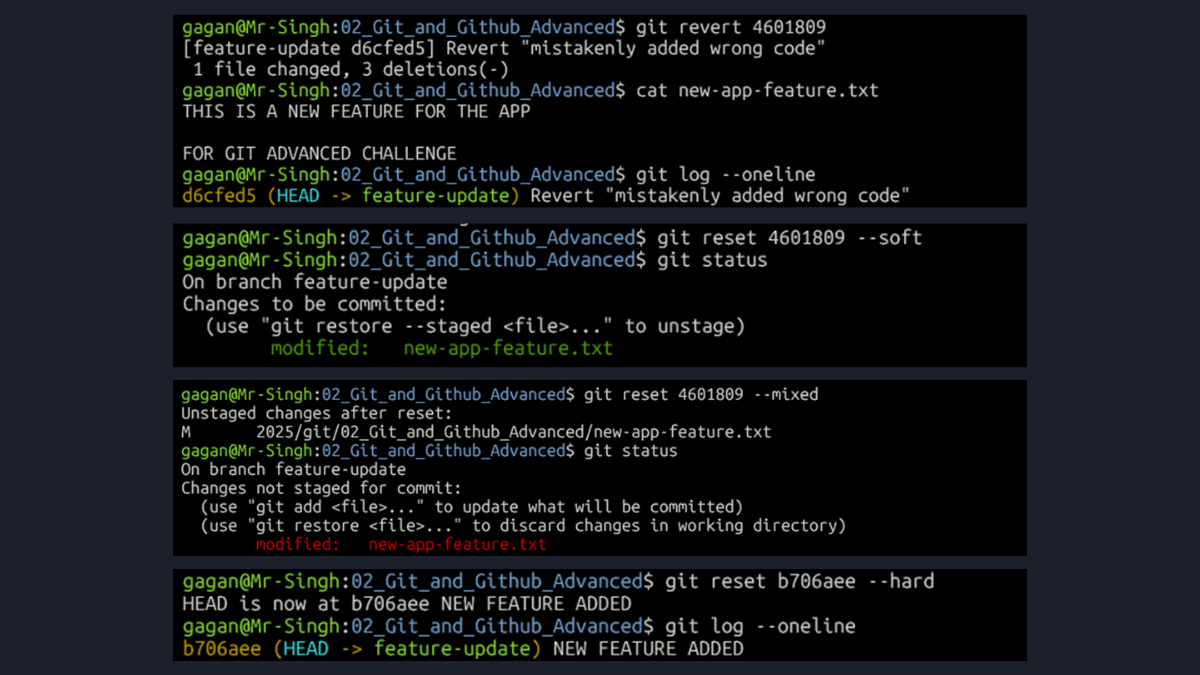 gagan@Mr-Singh:02_Git_and_Github_Advanced$ git revert 4601809
[feature-update d6cfed5] Revert "mistakenly added wrong code"
 1 file changed, 3 deletions(-)
gagan@Mr-Singh:02_Git_and_Github_Advanced$ cat new-app-feature.txt
THIS IS A NEW FEATURE FOR THE APP

FOR GIT ADVANCED CHALLENGE
gagan@Mr-Singh:02_Git_and_Github_Advanced$ git log --oneline
d6cfed5 (HEAD -> feature-update) Revert "mistakenly added wrong code"
gagan@Mr-Singh:02_Git_and_Github_Advanced$ git reset 4601809 --soft
gagan@Mr-Singh:02_Git_and_Github_Advanced$ git status
On branch feature-update
Changes to be committed:
  (use "git restore --staged <file>..." to unstage)
        modified:   new-app-feature.txt
gagan@Mr-Singh:02_Git_and_Github_Advanced$ git reset 4601809 --mixed
Unstaged changes after reset:
M       2025/git/02_Git_and_Github_Advanced/new-app-feature.txt
gagan@Mr-Singh:02_Git_and_Github_Advanced$ git status
On branch feature-update
Changes not staged for commit:
  (use "git add <file>..." to update what will be committed)
  (use "git restore <file>..." to discard changes in working directory)
        modified:   new-app-feature.txt
gagan@Mr-Singh:02_Git_and_Github_Advanced$ git reset b706aee --hard
HEAD is now at b706aee NEW FEATURE ADDED
gagan@Mr-Singh:02_Git_and_Github_Advanced$ git log --oneline
b706aee (HEAD -> feature-update) NEW FEATURE ADDED